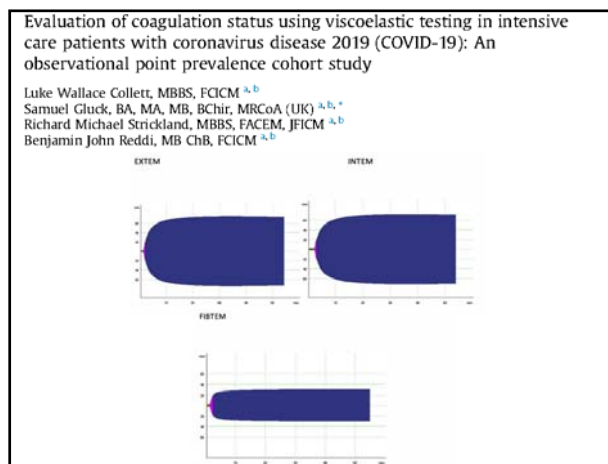 Evaluation of coagulation status using viscoelastic testing in intensive
care patients with coronavirus disease 2019 (COVID-19): An
observational point prevalence cohort study
Luke Wallace Collett, MBBS, FCICM a, b
Samuel Gluck, BA, MA, MB, BChir, MRCoA (UK) a, b, *
Richard Michael Strickland, MBBS, FACEM, JFICM a, b
Benjamin John Reddi, MB ChB, FCICM a, b
EXTEM
INTEM
FIBTEM